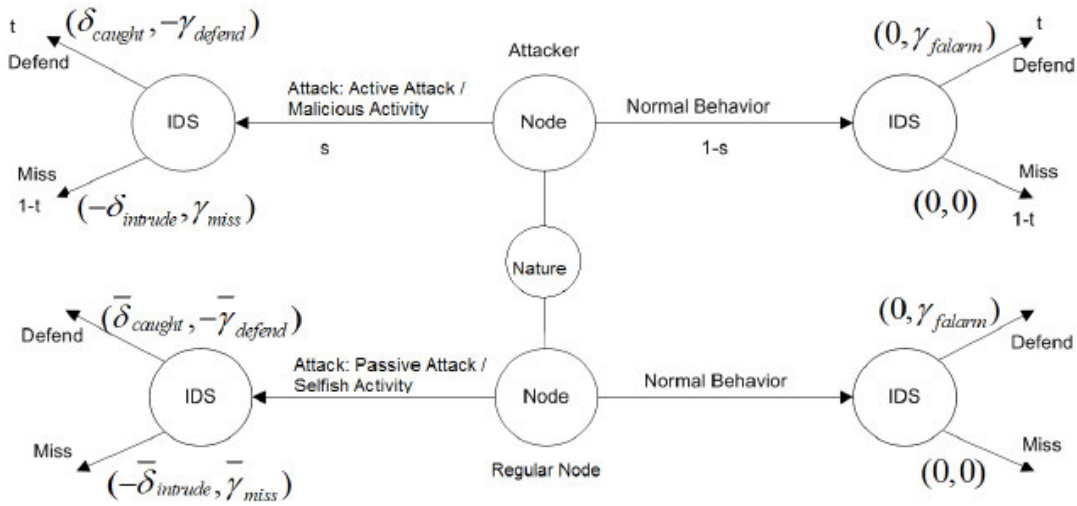 t
(δ_caught, -γ_defend)
Defend
IDS
Miss
1-t
(-δ_intrude, γ_miss)
Attack: Active Attack /
Malicious Activity
s
Attacker
Node
Normal Behavior
1-s
(0, γ_falarm)
t
Defend
IDS
Miss
(0,0)
1-t
Nature
(δ̅_caught, -γ̅_defend)
Defend
IDS
Miss
(-δ̅_intrude, γ̅_miss)
Attack: Passive Attack /
Selfish Activity
Node
Regular Node
Normal Behavior
(0, γ_falarm)
Defend
IDS
Miss
(0,0)